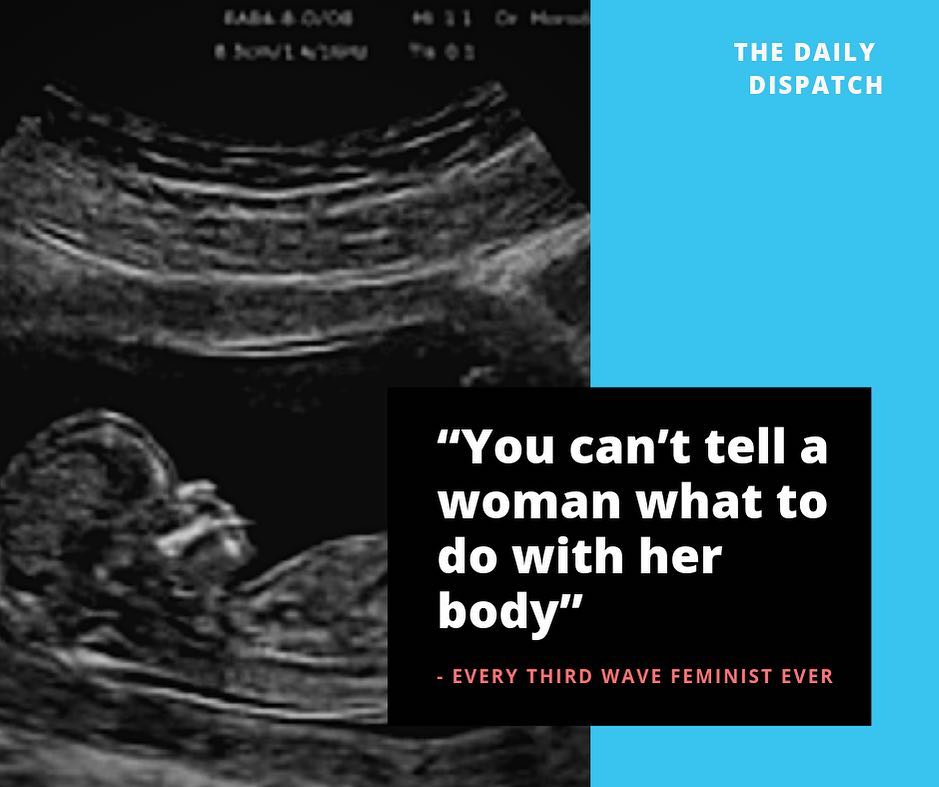 THE DAILY
DISPATCH
“You can’t tell a
woman what to
do with her
body”
- EVERY THIRD WAVE FEMINIST EVER